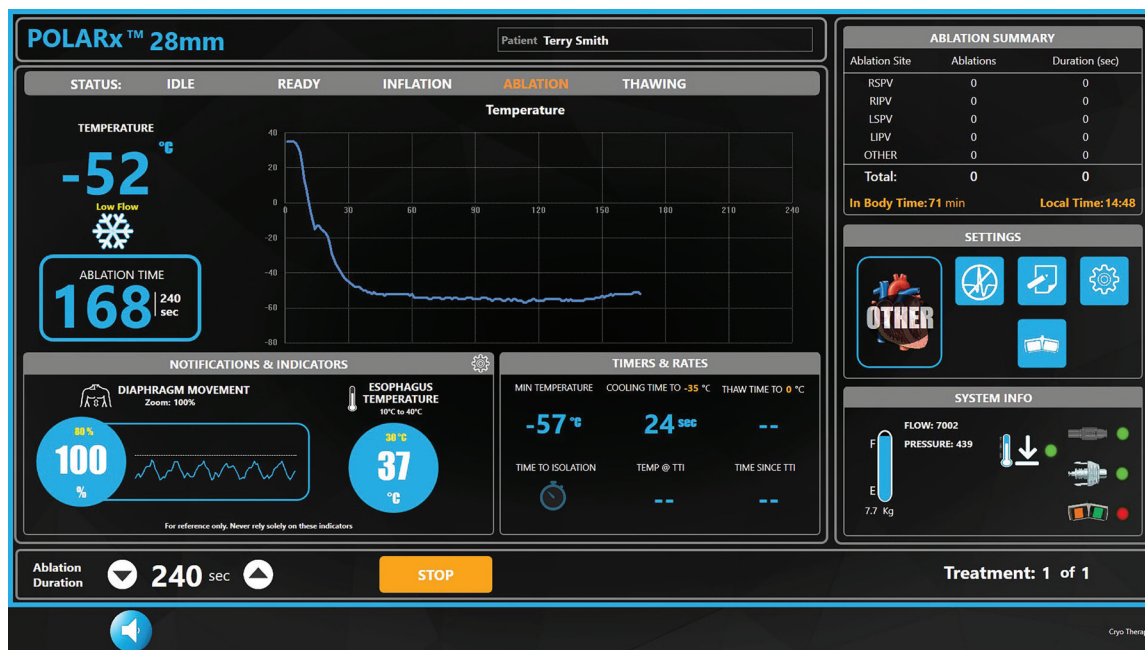 POLARx™ 28mm
Patient Terry Smith
STATUS: IDLE READY INFLATION ABLATION THAWING
TEMPERATURE
-52 °C
Low Flow
ABLATION TIME
168 240 sec
Temperature
40
20
0
-20
-40
-60
-80
0 30 60 90 120 150 180 210 240
NOTIFICATIONS & INDICATORS
DIAPHRAGM MOVEMENT
Zoom: 100%
80 %
100
%
ESOPHAGUS
TEMPERATURE
10°C to 40°C
30 °C
37
°C
For reference only. Never rely solely on these indicators
TIMERS & RATES
MIN TEMPERATURE COOLING TIME TO -35 °C THAW TIME TO 0 °C
-57 °C 24 sec --
TIME TO ISOLATION TEMP @ TTI TIME SINCE TTI
-- --
ABLATION SUMMARY
Ablation Site Ablations Duration (sec)
RSPV 0 0
RIPV 0 0
LSPV 0 0
LIPV 0 0
OTHER 0 0
Total: 0 0
In Body Time: 71 min Local Time: 14:48
SETTINGS
OTHER
SYSTEM INFO
FLOW: 7002
PRESSURE: 439
F
E
7.7 Kg
Ablation
Duration
240 sec
STOP
Treatment: 1 of 1
Cryo Therap